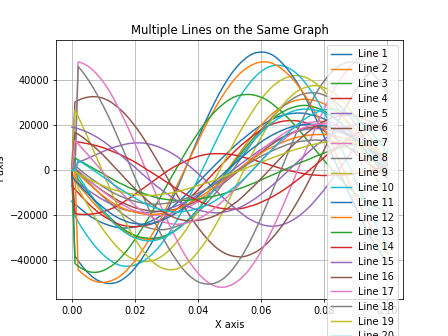 Multiple Lines on the Same Graph
40000
20000
0
−20000
−40000
0.00
0.02
0.04
0.06
0.08
X axis
Line 1
Line 2
Line 3
Line 4
Line 5
Line 6
Line 7
Line 8
Line 9
Line 10
Line 11
Line 12
Line 13
Line 14
Line 15
Line 16
Line 17
Line 18
Line 19
Line 20